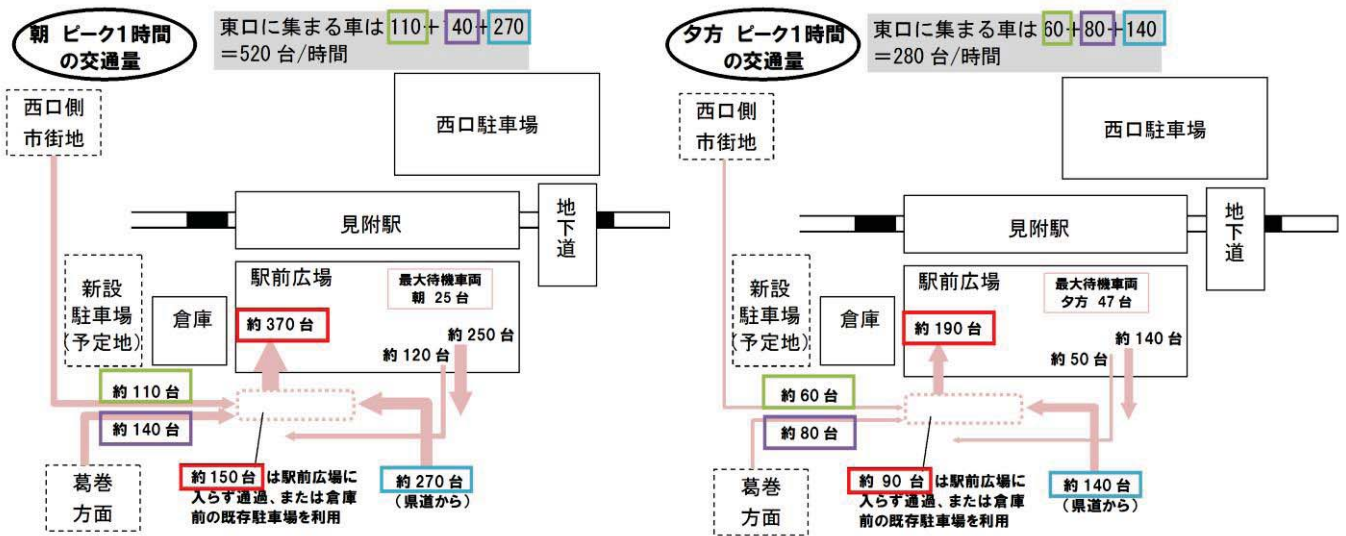 朝 ピーク1時間
の交通量
東口に集まる車は 110+ 40+270
=520 台/時間
西口側
市街地
西口駐車場
見附駅
地下道
新設
駐車場
(予定地)
倉庫
駅前広場
最大待機車両
朝 25 台
約 370 台
約 250 台
約 120 台
約 110 台
約 140 台
葛巻
方面
約 150 台 は駅前広場に
入らず通過、または倉庫
前の既存駐車場を利用
約 270 台
(県道から)
夕方 ピーク1時間
の交通量
東口に集まる車は 60+80+140
=280 台/時間
西口側
市街地
西口駐車場
見附駅
地下道
新設
駐車場
(予定地)
倉庫
駅前広場
最大待機車両
夕方 47 台
約 190 台
約 140 台
約 50 台
約 60 台
約 80 台
葛巻
方面
約 90 台 は駅前広場に
入らず通過、または倉庫
前の既存駐車場を利用
約 140 台
(県道から)